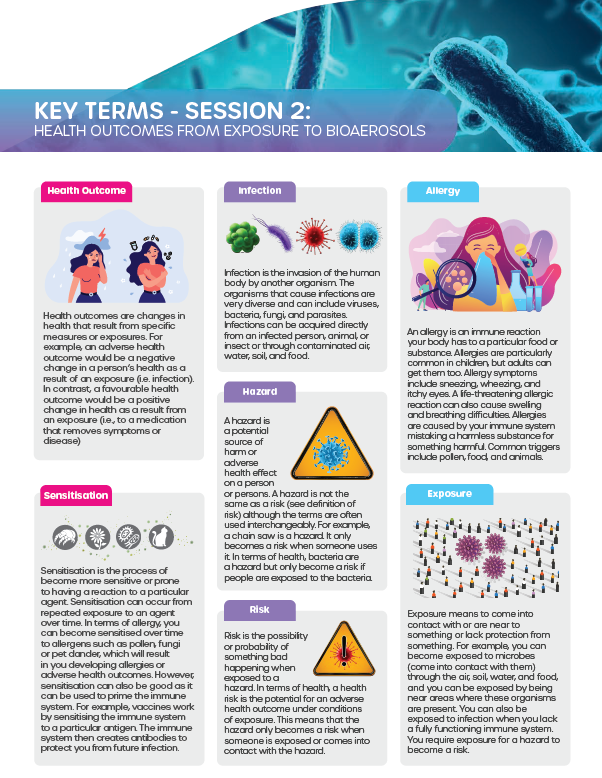 KEY TERMS - SESSION 2:
HEALTH OUTCOMES FROM EXPOSURE TO BIOAEROSOLS
Health Outcome
Health outcomes are changes in
health that result from specific
measures or exposures. For
example, an adverse health
outcome would be a negative
change in a person's health as a
result of an exposure (i.e. infection).
In contrast, a favourable health
outcome would be a positive
change in health as a result from
an exposure (i.e., to a medication
that removes symptoms or
disease)
Sensitisation
Sensitisation is the process of
become more sensitive or prone
to having a reaction to a particular
agent. Sensitisation can occur from
repeated exposure to an agent
over time. In terms of allergy, you
can become sensitised over time
to allergens such as pollen, fungi
or pet dander, which will result
in you developing allergies or
adverse health outcomes. However,
sensitisation can also be good as it
can be used to prime the immune
system. For example, vaccines work
by sensitising the immune system
to a particular antigen. The immune
system then creates antibodies to
protect you from future infection.
Infection
Infection is the invasion of the human
body by another organism. The
organisms that cause infections are
very diverse and can include viruses,
bacteria, fungi, and parasites.
Infections can be acquired directly
from an infected person, animal, or
insect or through contaminated air,
water, soil, and food.
Hazard
A hazard is
a potential
source of
harm or
adverse
health effect
on a person
or persons. A hazard is not the
same as a risk (see definition of
risk) although the terms are often
used interchangeably. For example,
a chain saw is a hazard. It only
becomes a risk when someone uses
it. In terms of health, bacteria are
a hazard but only become a risk if
people are exposed to the bacteria.
Risk
Risk is the possibility
or probability of
something bad
happening when
exposed to a
hazard. In terms of health, a health
risk is the potential for an adverse
health outcome under conditions
of exposure. This means that the
hazard only becomes a risk when
someone is exposed or comes into
contact with the hazard.
Allergy
An allergy is an immune reaction
your body has to a particular food or
substance. Allergies are particularly
common in children, but adults can
get them too. Allergy symptoms
include sneezing, wheezing, and
itchy eyes. A life-threatening allergic
reaction can also cause swelling
and breathing difficulties. Allergies
are caused by your immune system
mistaking a harmless substance for
something harmful. Common triggers
include pollen, food, and animals.
Exposure
Exposure means to come into
contact with or are near to
something or lack protection from
something. For example, you can
become exposed to microbes
(come into contact with them)
through the air, soil, water, and food,
and you can be exposed by being
near areas where these organisms
are present. You can also be
exposed to infection when you lack
a fully functioning immune system.
You require exposure for a hazard to
become a risk.